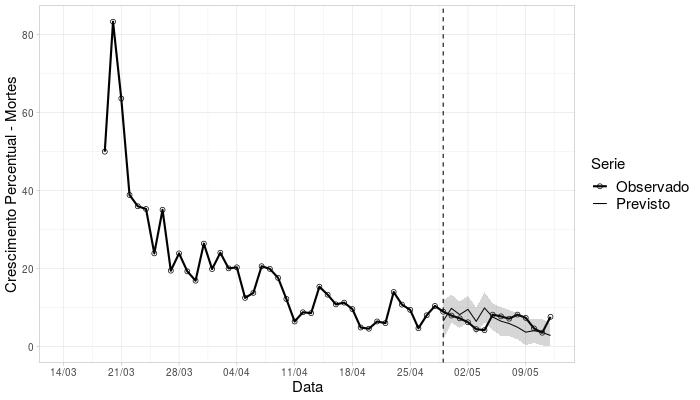 Crescimento Percentual - Mortes
80
60
40
20
0
14/03 21/03 28/03 04/04 11/04 18/04 25/04 02/05 09/05
Data
Serie
Observado
Previsto